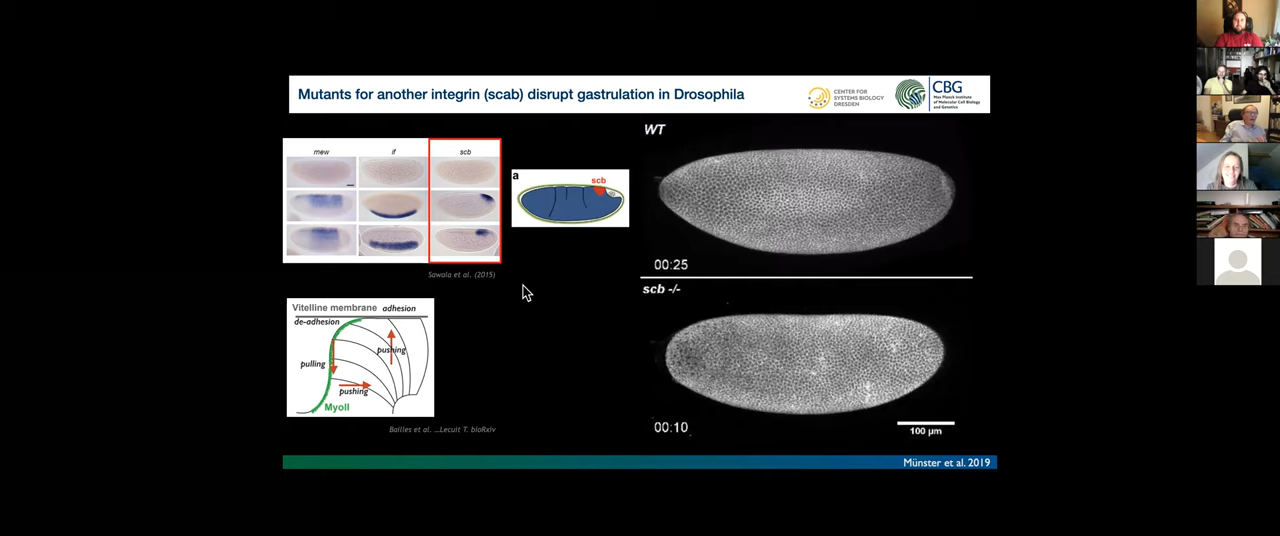 Mutants for another integrin (scab) disrupt gastrulation in Drosophila
CENTER FOR
SYSTEMS BIOLOGY
DRESDEN
CBG
Max Planck Institute
of Molecular Cell Biology
and Genetics
mew if scb
Sawala et al. (2015)
a
scb
WT
00:25
scb -/-
00:10
100 µm
Vitelline membrane adhesion
de-adhesion
pushing
pulling
pushing
MyoII
Bailles et al. ...Lecuit T. bioRxiv
Münster et al. 2019